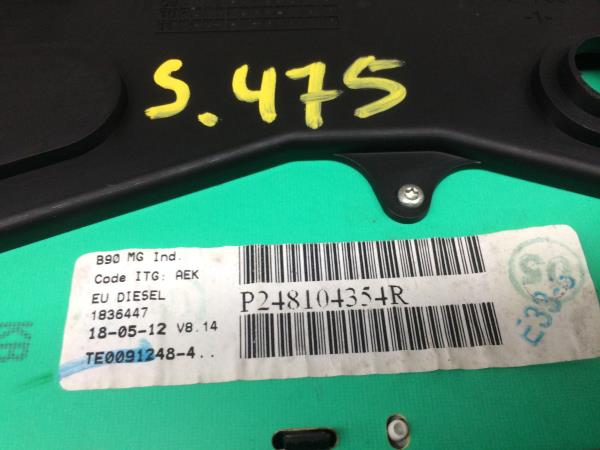 S.475
B90 MG Ind.
Code ITG: AEK
EU DIESEL
1836447
18-05-12 V8.14
TE0091248-4..
P248104354R